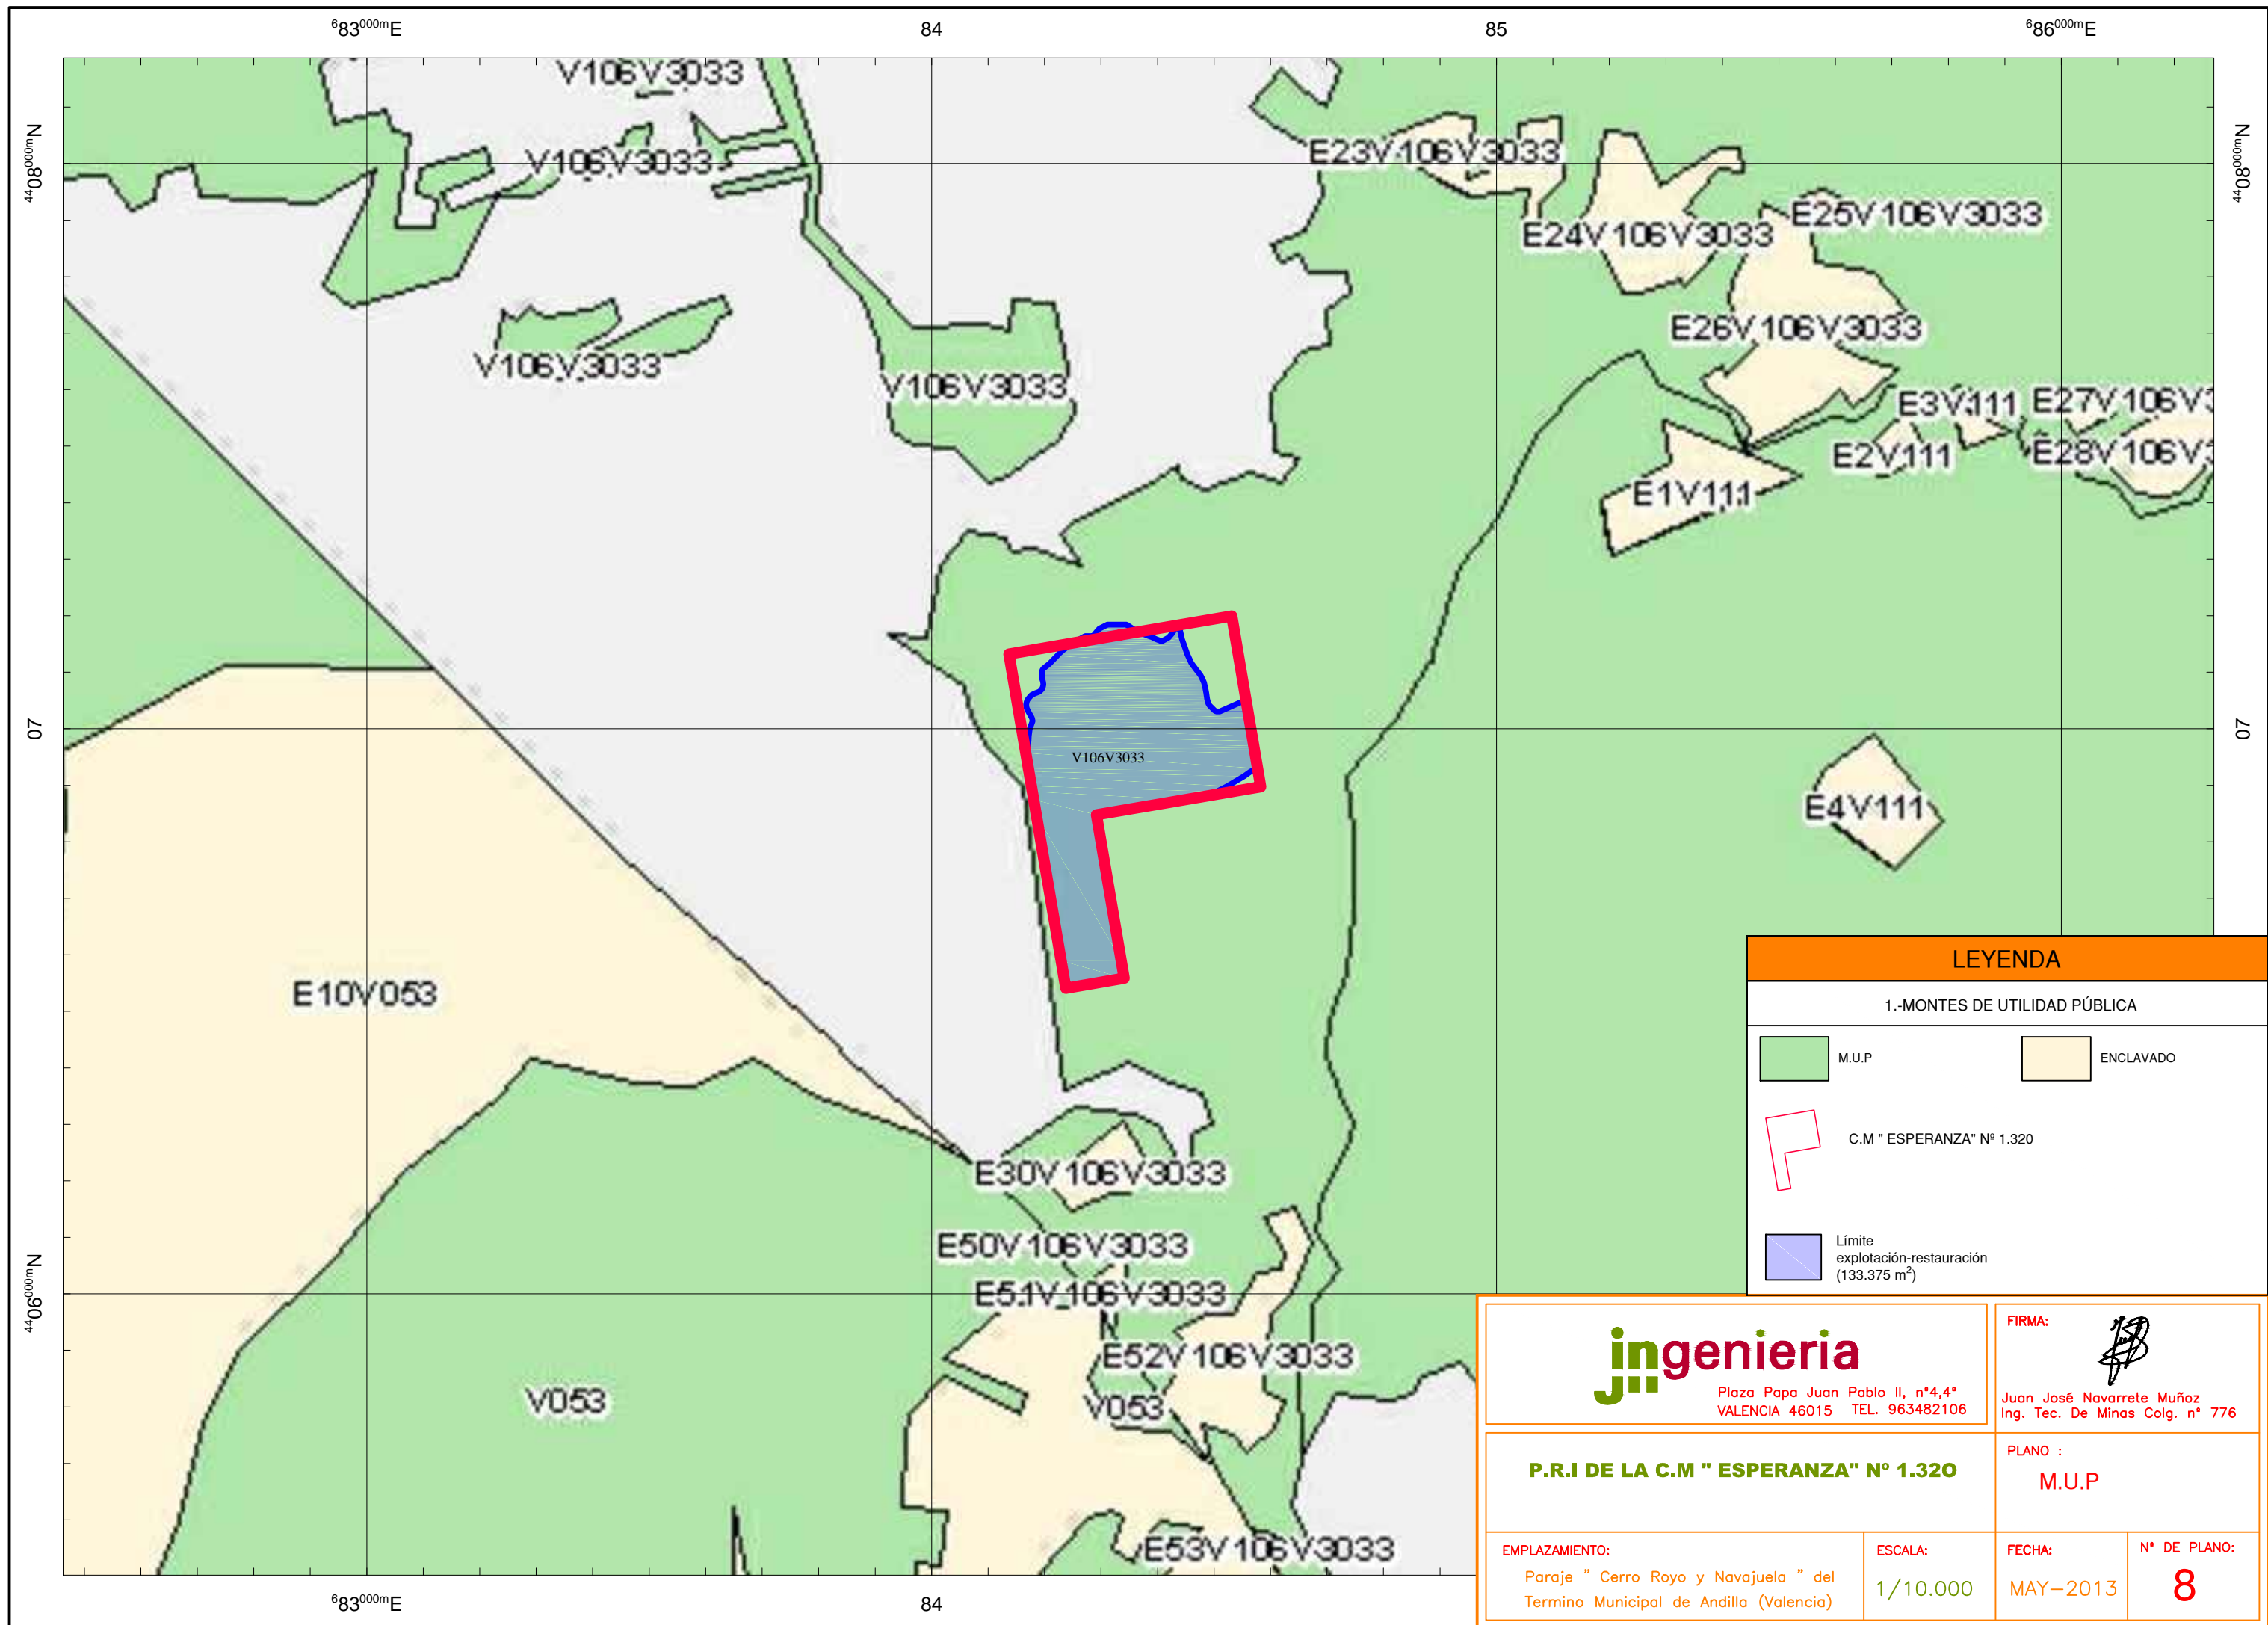 683000mE
84
85
686000mE
4408000mN
4408000mN
V106V3033
V106V3033
E23V106V3033
E25V106V3033
E24V106V3033
E26V106V3033
V106V3033
V106V3033
E3V111
E27V106V3
E2V111
E28V106V3
E1V111
07
07
V106V3033
E4V111
E10V053
E30V106V3033
E50V106V3033
E51V106V3033
4406000mN
E52V106V3033
V053
V053
E53V106V3033
683000mE
84
LEYENDA
1.-MONTES DE UTILIDAD PÚBLICA
M.U.P
ENCLAVADO
C.M " ESPERANZA" Nº 1.320
Límite
explotación-restauración
(133.375 m2)
ingenieria
Plaza Papa Juan Pablo II, nº4,4ª
VALENCIA 46015 TEL. 963482106
FIRMA:
Juan José Navarrete Muñoz
Ing. Tec. De Minas Colg. nº 776
P.R.I DE LA C.M " ESPERANZA" Nº 1.32O
PLANO :
M.U.P
EMPLAZAMIENTO:
Paraje " Cerro Royo y Navajuela " del
Termino Municipal de Andilla (Valencia)
ESCALA:
1/10.000
FECHA:
MAY-2013
Nº DE PLANO:
8